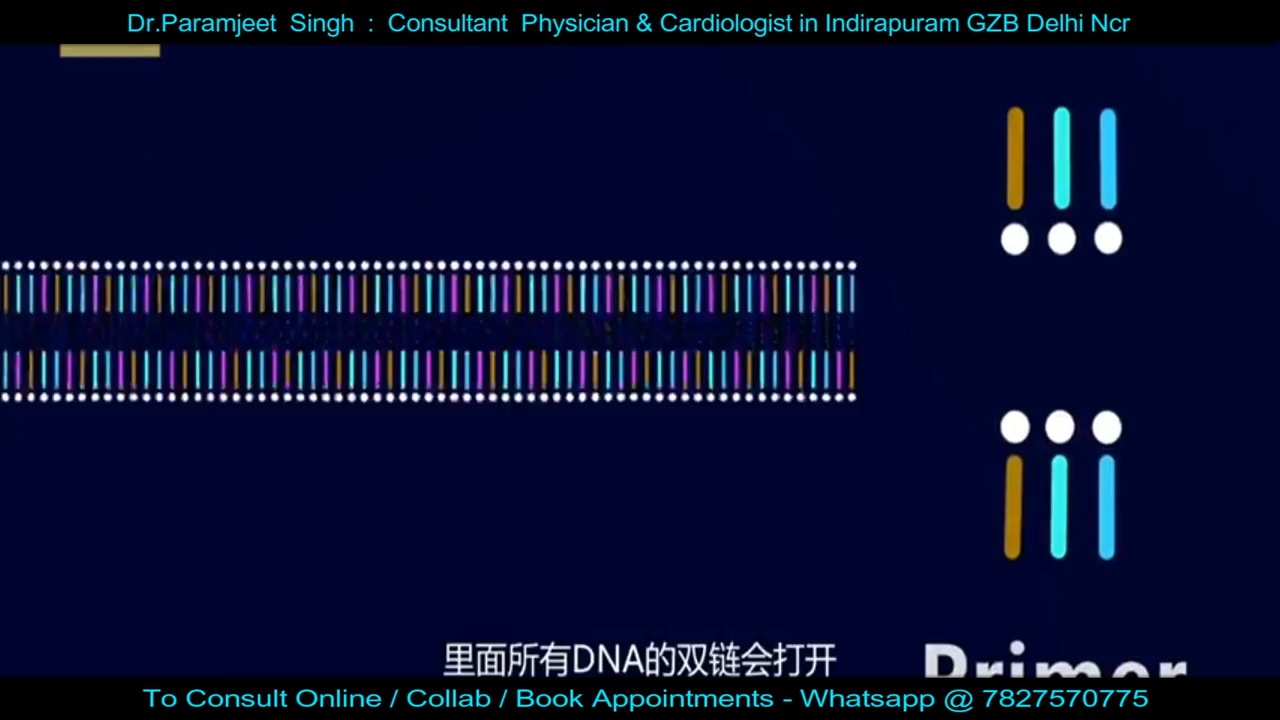 Dr.Paramjeet Singh : Consultant Physician & Cardiologist in Indirapuram GZB Delhi Ncr
里面所有DNA的双链会打开
Primer
To Consult Online / Collab / Book Appointments - Whatsapp @ 7827570775